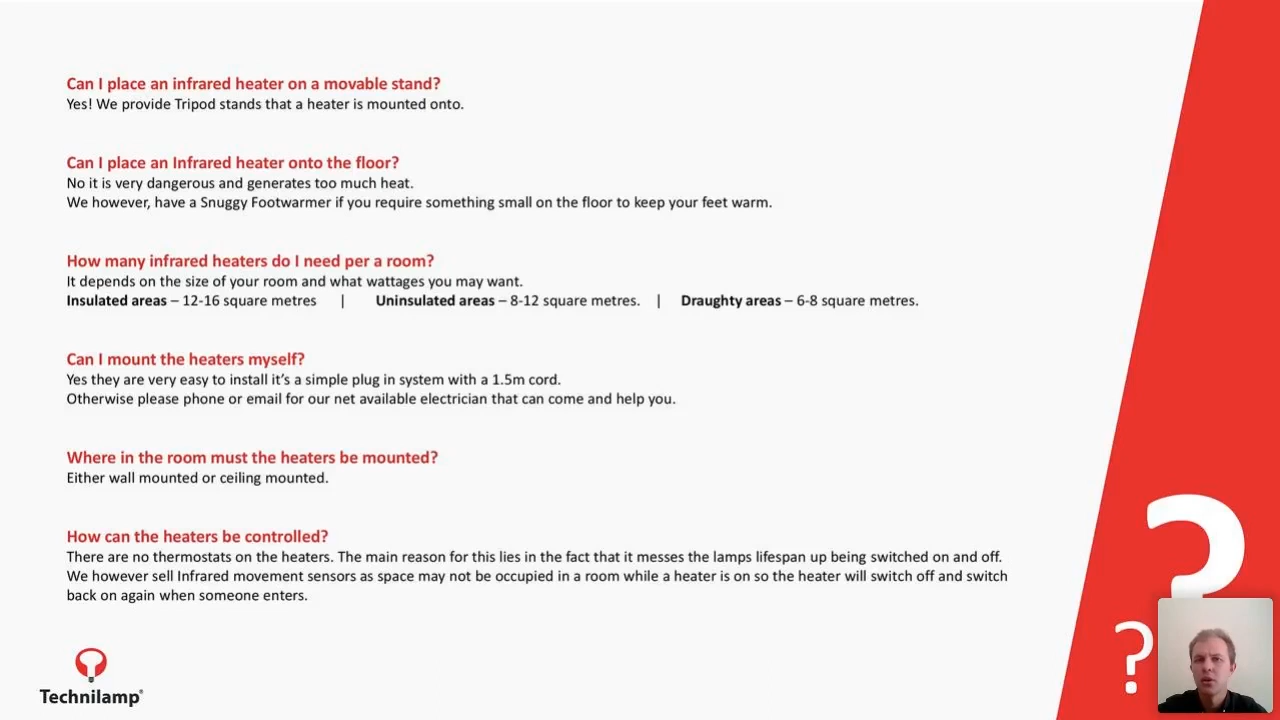 Can I place an infrared heater on a movable stand?
Yes! We provide Tripod stands that a heater is mounted onto.
Can I place an Infrared heater onto the floor?
No it is very dangerous and generates too much heat.
We however, have a Snuggy Footwarmer if you require something small on the floor to keep your feet warm.
How many infrared heaters do I need per a room?
It depends on the size of your room and what wattages you may want.
Insulated areas – 12-16 square metres | Uninsulated areas – 8-12 square metres. | Draughty areas – 6-8 square metres.
Can I mount the heaters myself?
Yes they are very easy to install it’s a simple plug in system with a 1.5m cord.
Otherwise please phone or email for our net available electrician that can come and help you.
Where in the room must the heaters be mounted?
Either wall mounted or ceiling mounted.
How can the heaters be controlled?
There are no thermostats on the heaters. The main reason for this lies in the fact that it messes the lamps lifespan up being switched on and off.
We however sell Infrared movement sensors as space may not be occupied in a room while a heater is on so the heater will switch off and switch
back on again when someone enters.
?
?
Technilamp®